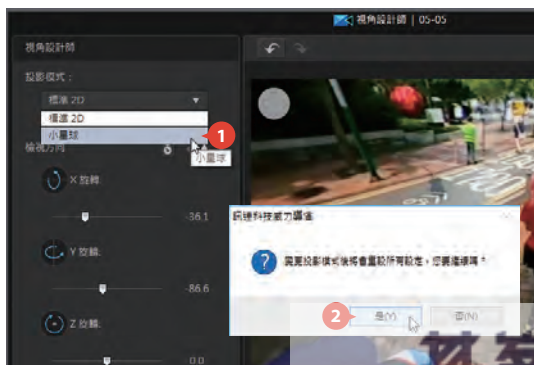 視角設計師 | 05-05
視角設計師
投影模式：
標準 2D
標準 2D
小星球
1
檢視方向
小星球
X 旋轉:
-36.1
Y 旋轉:
-86.6
Z 旋轉:
0.0
訊連科技威力導演
變更投影模式後將會重設所有設定，您要繼續嗎？
2
是(Y)
否(N)